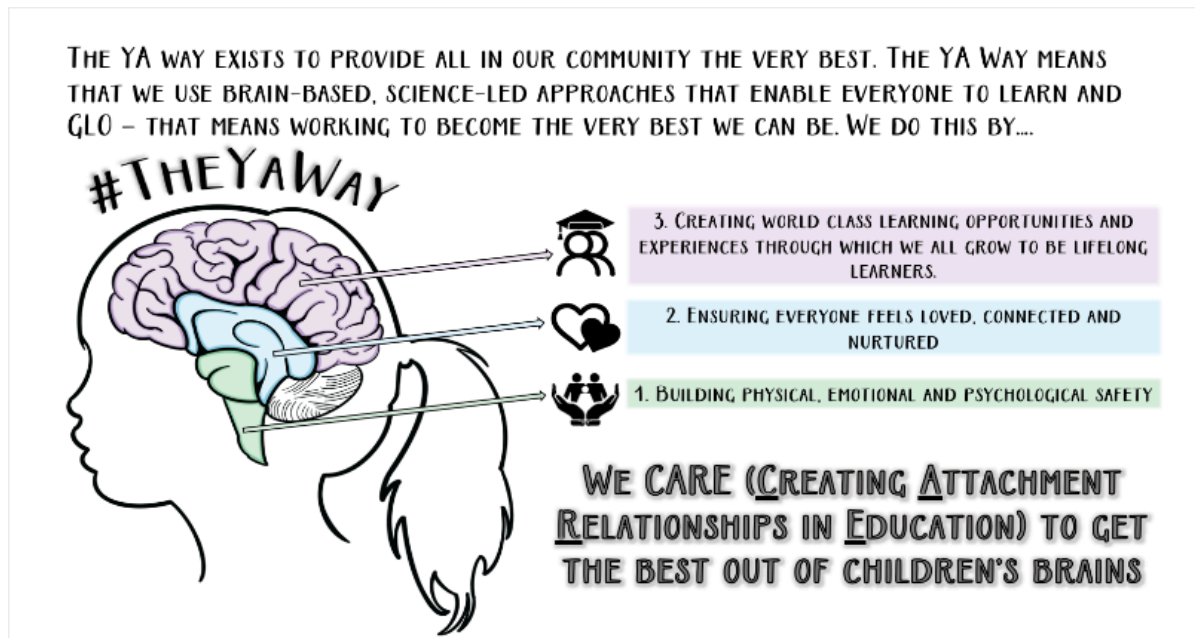 The YA way exists to provide all in our community the very best. The YA Way means
that we use brain-based, science-led approaches that enable everyone to learn and
GLO – that means working to become the very best we can be. We do this by....
#TheYaWay
3. Creating world class learning opportunities and
experiences through which we all grow to be lifelong
learners.
2. Ensuring everyone feels loved, connected and
nurtured
1. Building physical, emotional and psychological safety
We CARE (Creating Attachment
Relationships in Education) to get
the best out of children's brains